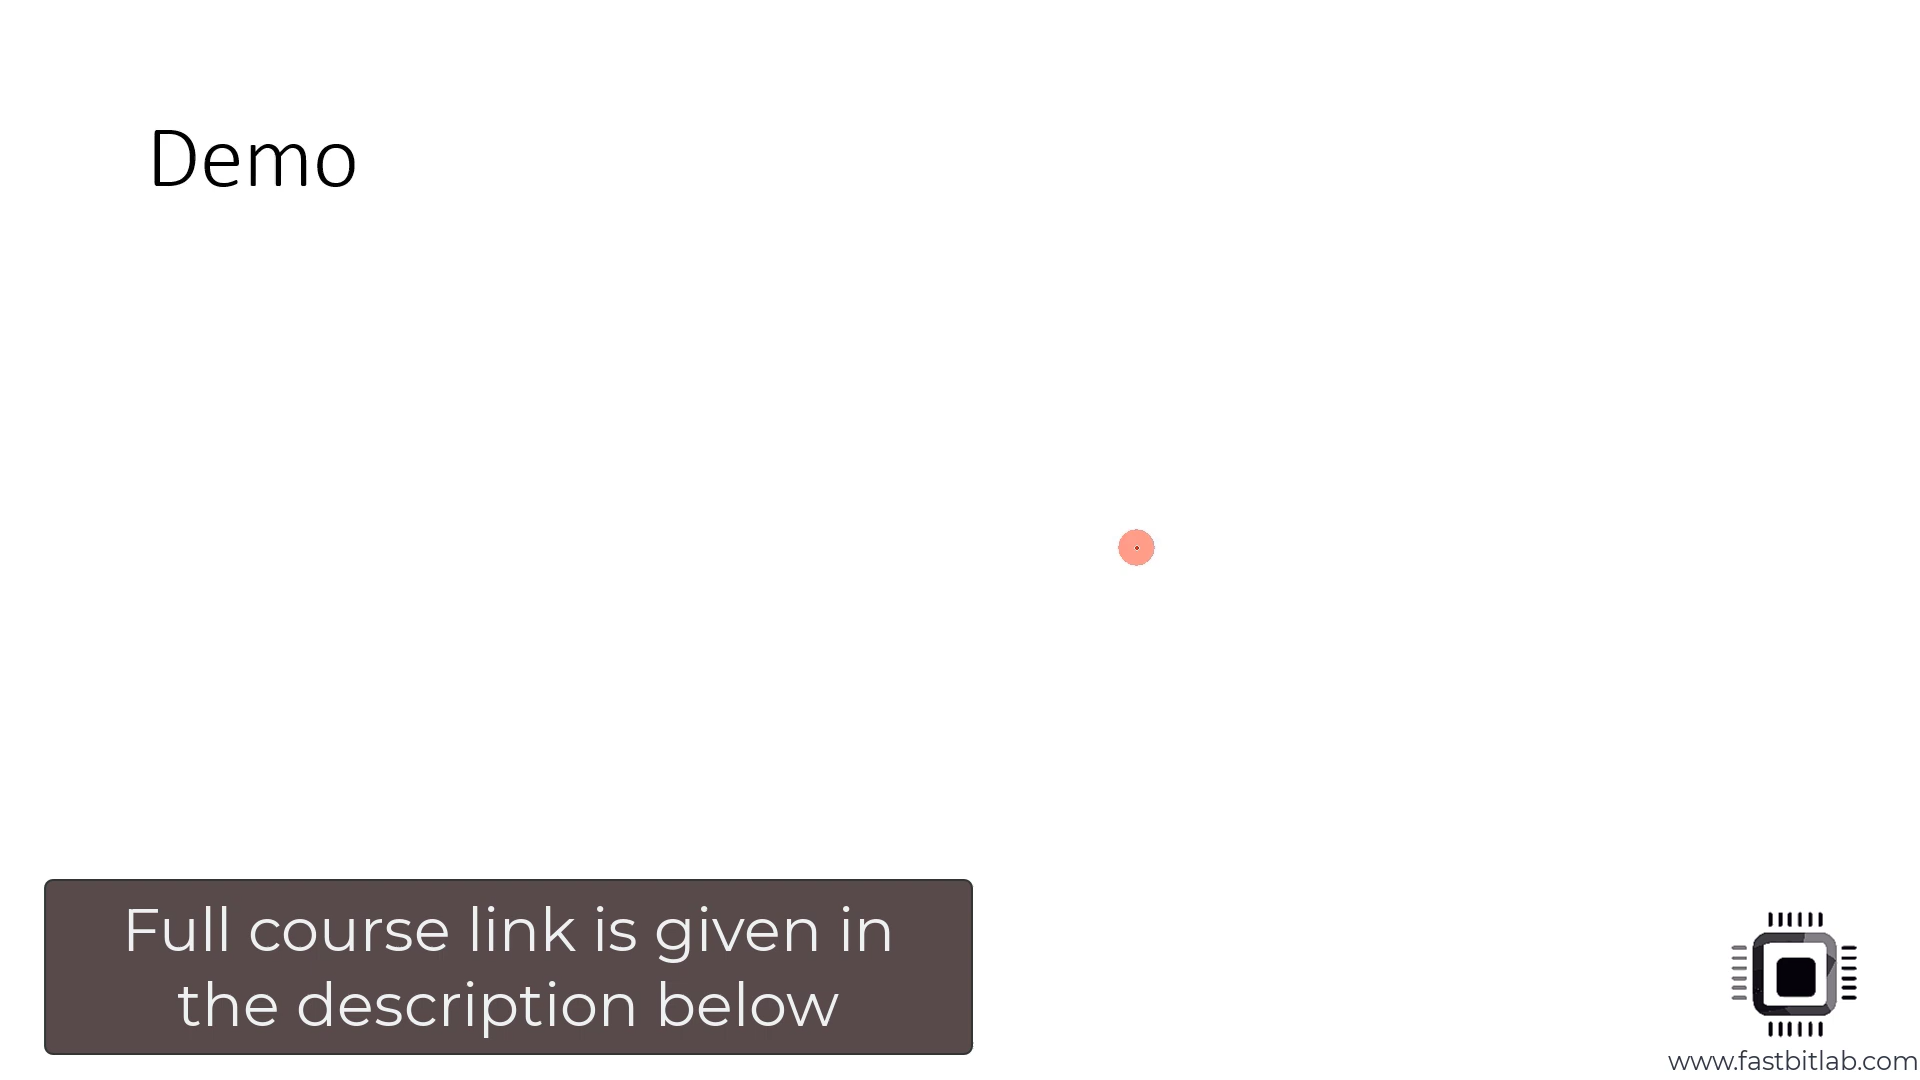 Demo
Full course link is given in
the description below
www.fastbitlab.com